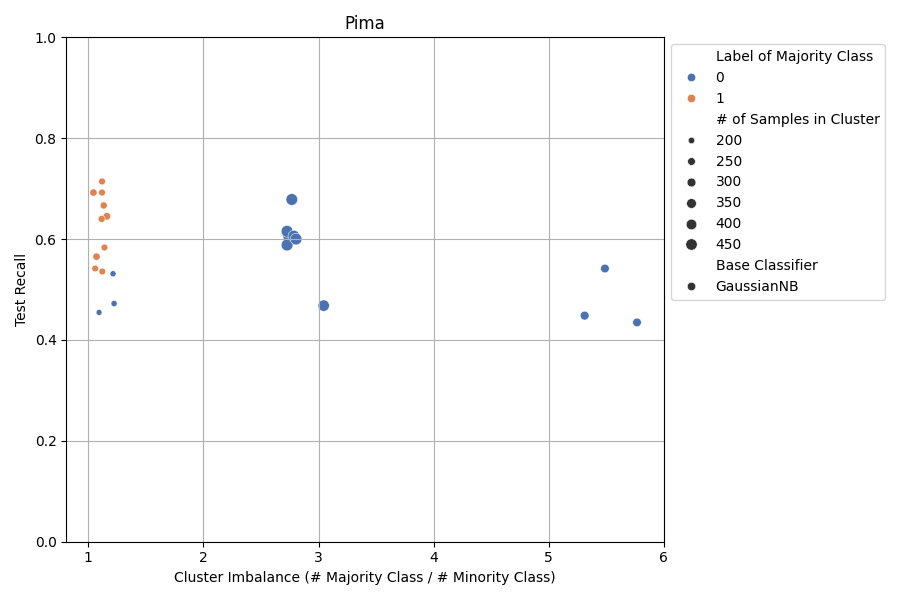 Pima
1.0
0.8
0.6
0.4
0.2
0.0
Test Recall
1 2 3 4 5 6
Cluster Imbalance (# Majority Class / # Minority Class)
Label of Majority Class
0
1
# of Samples in Cluster
200
250
300
350
400
450
Base Classifier
GaussianNB